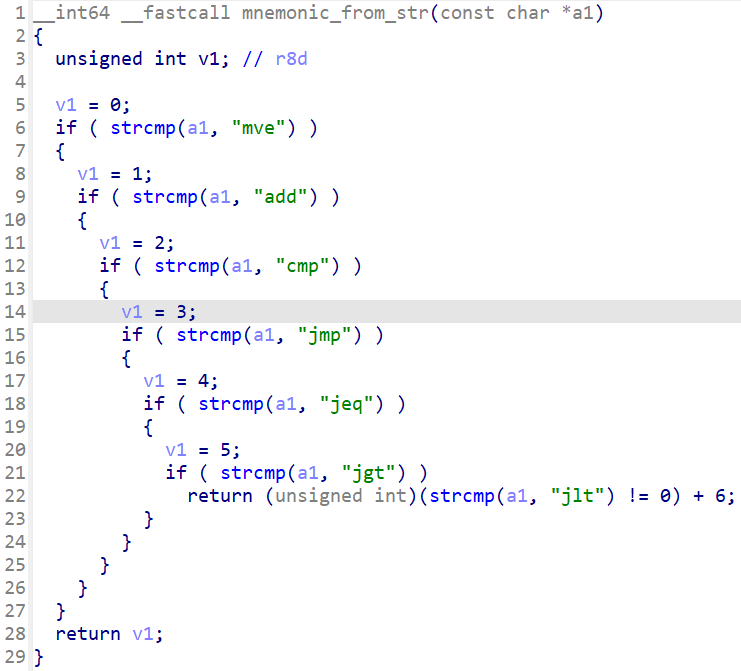 1 __int64 __fastcall mnemonic_from_str(const char *a1)
2 {
3   unsigned int v1; // r8d
4
5   v1 = 0;
6   if ( strcmp(a1, "mve") )
7   {
8     v1 = 1;
9     if ( strcmp(a1, "add") )
10     {
11       v1 = 2;
12       if ( strcmp(a1, "cmp") )
13       {
14         v1 = 3;
15         if ( strcmp(a1, "jmp") )
16         {
17           v1 = 4;
18           if ( strcmp(a1, "jeq") )
19           {
20             v1 = 5;
21             if ( strcmp(a1, "jgt") )
22               return (unsigned int)(strcmp(a1, "jlt") != 0) + 6;
23           }
24         }
25       }
26     }
27   }
28   return v1;
29 }